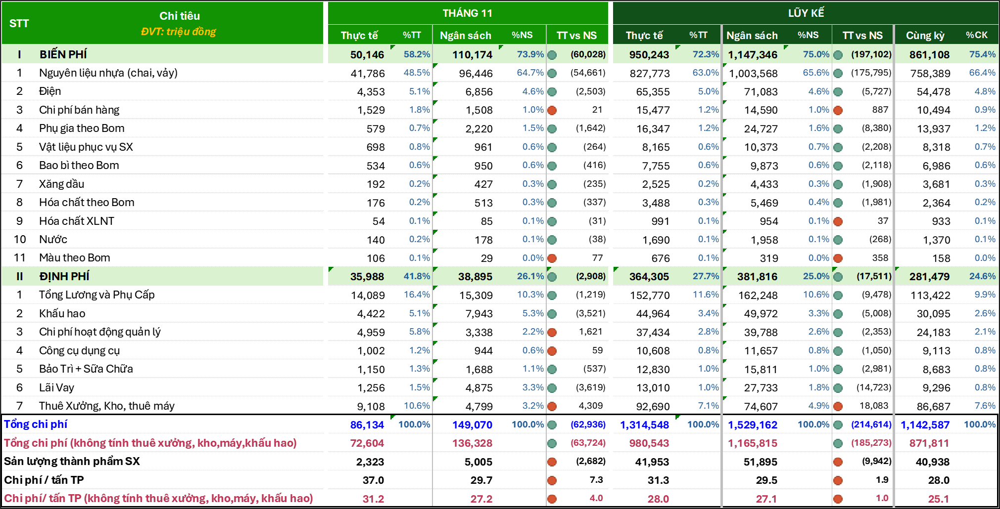 STT Chỉ tiêu THÁNG 11 LŨY KẾ
ĐVT: triệu đồng Thực tế %TT Ngân sách %NS TT vs NS Thực tế %TT Ngân sách %NS TT vs NS Cùng kỳ %CK
I BIẾN PHÍ 50,146 58.2% 110,174 73.9% (60,028) 950,243 72.3% 1,147,346 75.0% (197,102) 861,108 75.4%
1 Nguyên liệu nhựa (chai, vảy) 41,786 48.5% 96,446 64.7% (54,661) 827,773 63.0% 1,003,568 65.6% (175,795) 758,389 66.4%
2 Điện 4,353 5.1% 6,856 4.6% (2,503) 65,355 5.0% 71,083 4.6% (5,727) 54,478 4.8%
3 Chi phí bán hàng 1,529 1.8% 1,508 1.0% 21 15,477 1.2% 14,590 1.0% 887 10,494 0.9%
4 Phụ gia theo Bom 579 0.7% 2,220 1.5% (1,642) 16,347 1.2% 24,727 1.6% (8,380) 13,937 1.2%
5 Vật liệu phục vụ SX 698 0.8% 961 0.6% (264) 8,165 0.6% 10,373 0.7% (2,208) 8,318 0.7%
6 Bao bì theo Bom 534 0.6% 950 0.6% (416) 7,755 0.6% 9,873 0.6% (2,118) 6,986 0.6%
7 Xăng dầu 192 0.2% 427 0.3% (235) 2,525 0.2% 4,433 0.3% (1,908) 3,681 0.3%
8 Hóa chất theo Bom 176 0.2% 513 0.3% (337) 3,488 0.3% 5,469 0.4% (1,981) 2,364 0.2%
9 Hóa chất XLNT 54 0.1% 85 0.1% (31) 991 0.1% 954 0.1% 37 933 0.1%
10 Nước 140 0.2% 178 0.1% (38) 1,690 0.1% 1,958 0.1% (268) 1,370 0.1%
11 Màu theo Bom 106 0.1% 29 0.0% 77 676 0.1% 319 0.0% 358 158 0.0%
II ĐỊNH PHÍ 35,988 41.8% 38,895 26.1% (2,908) 364,305 27.7% 381,816 25.0% (17,511) 281,479 24.6%
1 Tổng Lương và Phụ Cấp 14,089 16.4% 15,309 10.3% (1,219) 152,770 11.6% 162,248 10.6% (9,478) 113,422 9.9%
2 Khấu hao 4,422 5.1% 7,943 5.3% (3,521) 44,964 3.4% 49,972 3.3% (5,008) 30,095 2.6%
3 Chi phí hoạt động quản lý 4,959 5.8% 3,338 2.2% 1,621 37,434 2.8% 39,788 2.6% (2,353) 24,183 2.1%
4 Công cụ dụng cụ 1,002 1.2% 944 0.6% 59 10,608 0.8% 11,657 0.8% (1,050) 9,113 0.8%
5 Bảo Trì + Sữa Chữa 1,150 1.3% 1,688 1.1% (537) 12,830 1.0% 15,811 1.0% (2,981) 8,683 0.8%
6 Lãi Vay 1,256 1.5% 4,875 3.3% (3,619) 13,010 1.0% 27,733 1.8% (14,723) 9,296 0.8%
7 Thuê Xưởng, Kho, thuê máy 9,108 10.6% 4,799 3.2% 4,309 92,690 7.1% 74,607 4.9% 18,083 86,687 7.6%
Tổng chi phí 86,134 100.0% 149,070 100.0% (62,936) 1,314,548 100.0% 1,529,162 100.0% (214,614) 1,142,587 100.0%
Tổng chi phí (không tính thuê xưởng, kho,máy,khấu hao) 72,604 136,328 (63,724) 980,543 1,165,815 (185,273) 871,811
Sản lượng thành phẩm SX 2,323 5,005 (2,682) 41,953 51,895 (9,942) 40,938
Chi phí / tấn TP 37.0 29.7 7.3 31.3 29.5 1.9 28.0
Chi phí/ tấn TP (không tính thuê xưởng, kho,máy, khấu hao) 31.2 27.2 4.0 28.0 27.1 1.0 25.1